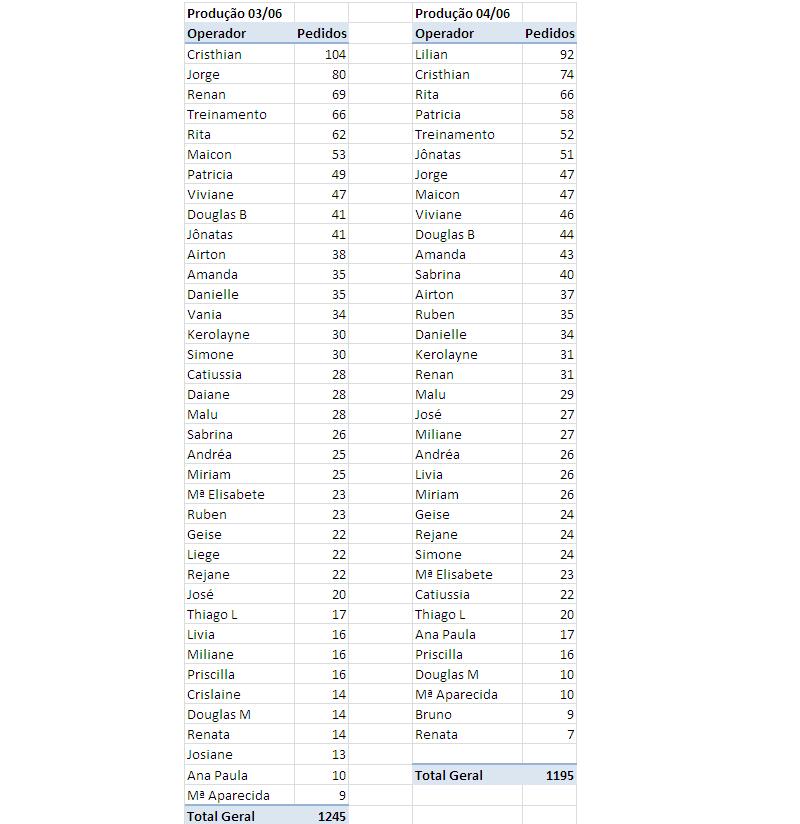 Produção 03/06 Produção 04/06
Operador Pedidos Operador Pedidos
Cristhian 104 Lilian 92
Jorge 80 Cristhian 74
Renan 69 Rita 66
Treinamento 66 Patricia 58
Rita 62 Treinamento 52
Maicon 53 Jônatas 51
Patricia 49 Jorge 47
Viviane 47 Maicon 47
Douglas B 41 Viviane 46
Jônatas 41 Douglas B 44
Airton 38 Amanda 43
Amanda 35 Sabrina 40
Danielle 35 Airton 37
Vania 34 Ruben 35
Kerolayne 30 Danielle 34
Simone 30 Kerolayne 31
Catiussia 28 Renan 31
Daiane 28 Malu 29
Malu 28 José 27
Sabrina 26 Miliane 27
Andréa 25 Andréa 26
Miriam 25 Livia 26
Mª Elisabete 23 Miriam 26
Ruben 23 Geise 24
Geise 22 Rejane 24
Liege 22 Simone 24
Rejane 22 Mª Elisabete 23
José 20 Catiussia 22
Thiago L 17 Thiago L 20
Livia 16 Ana Paula 17
Miliane 16 Priscilla 16
Priscilla 16 Douglas M 10
Crislaine 14 Mª Aparecida 10
Douglas M 14 Bruno 9
Renata 14 Renata 7
Josiane 13
Ana Paula 10 Total Geral 1195
Mª Aparecida 9
Total Geral 1245